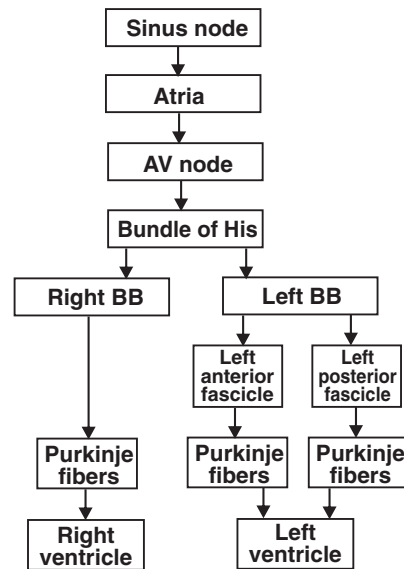 Sinus node
Atria
AV node
Bundle of His
Right BB
Left BB
Left
anterior
fascicle
Left
posterior
fascicle
Purkinje
fibers
Purkinje
fibers
Purkinje
fibers
Right
ventricle
Left
ventricle